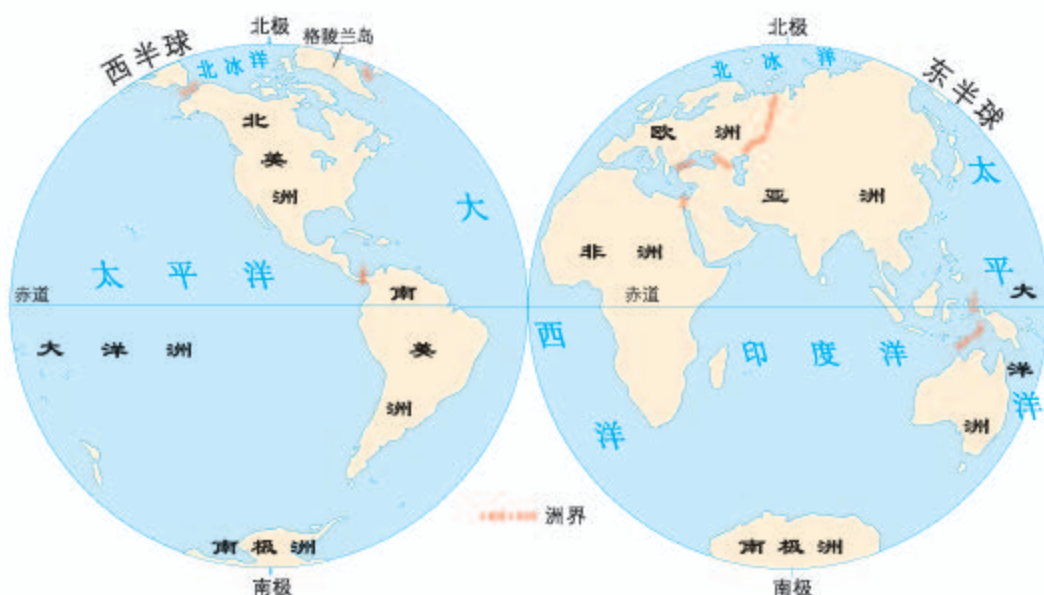 西半球
北极
格陵兰岛
北冰洋
北美洲
大
太平洋
赤道
大洋洲
南美洲
南极洲
南极
东半球
北极
北冰洋
欧洲
亚洲
太平洋
非洲
赤道
大洋洲
西
洋
印度洋
南极洲
南极
洲界